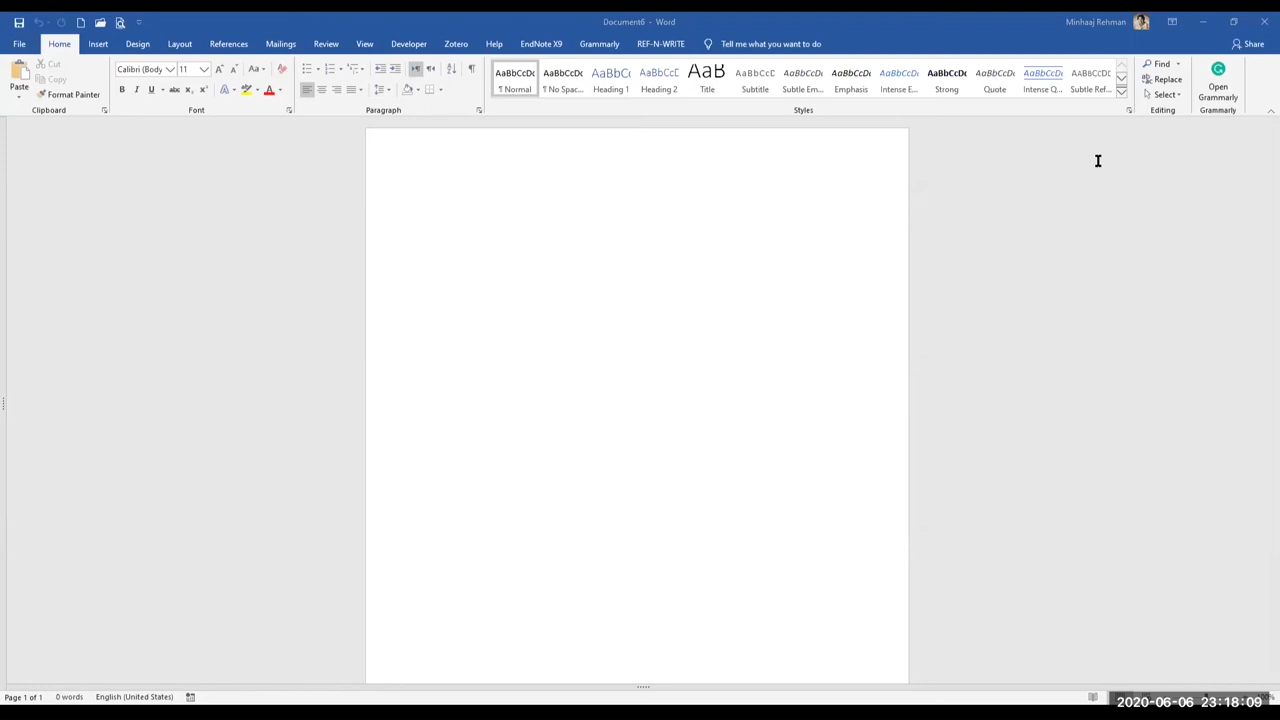 Document6 - Word
Minhaaj Rehman
File Home Insert Design Layout References Mailings Review View Developer Zotero Help EndNote X9 Grammarly REF-N-WRITE Tell me what you want to do Share
Paste
Cut
Copy
Format Painter
Clipboard
Calibri (Body 11
Font
Paragraph
AaBbCcDc AaBbCcDc AaBbC( AaBbCcD AaB AaBbCcC AaBbCcDc AaBbCcDc AaBbCcDc AaBbCcDc AaBbCcDc AaBbCcDc AABBCCDC
¶ Normal ¶ No Spac... Heading 1 Heading 2 Title Subtitle Subtle Em... Emphasis Intense E... Strong Quote Intense Q... Subtle Ref...
Styles
Find
Replace
Select
Editing
Open
Grammarly
Grammarly
Page 1 of 1 0 words English (United States)
2020-06-06 23:18:09